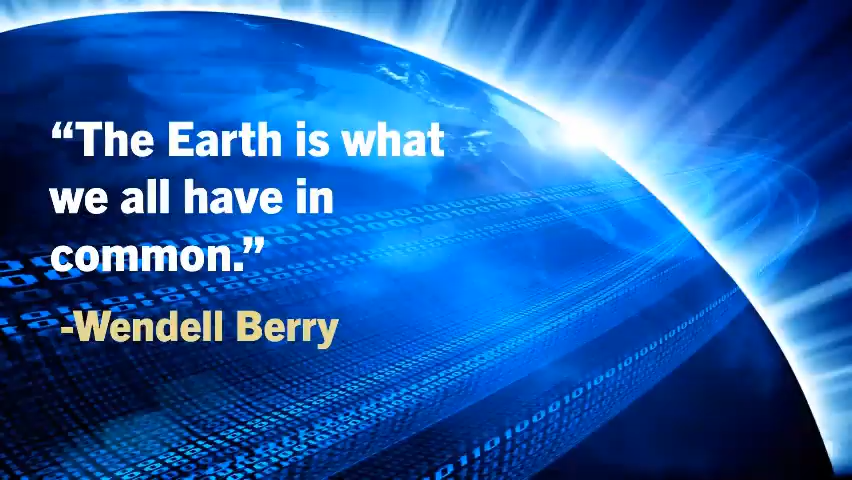 “The Earth is what
we all have in
common.”
-Wendell Berry